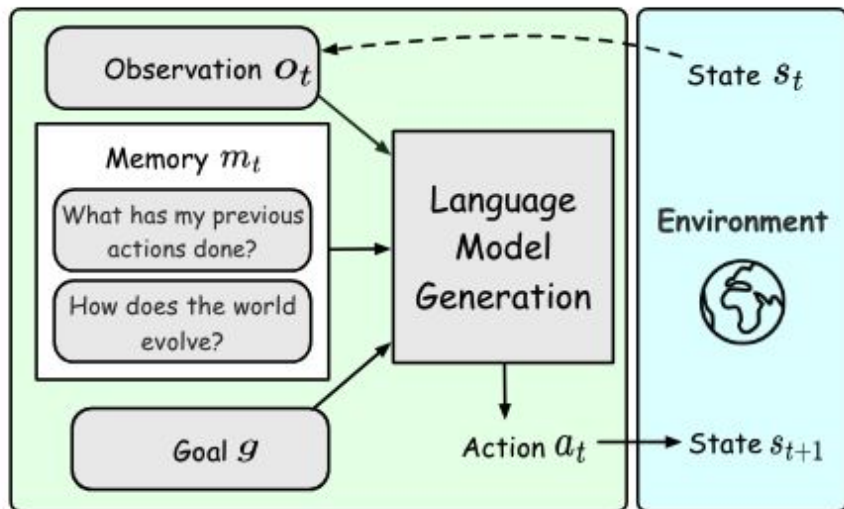 Observation o_t
State s_t
Memory m_t
What has my previous
actions done?
How does the world
evolve?
Language
Model
Generation
Environment
Goal g
Action a_t
State s_{t+1}